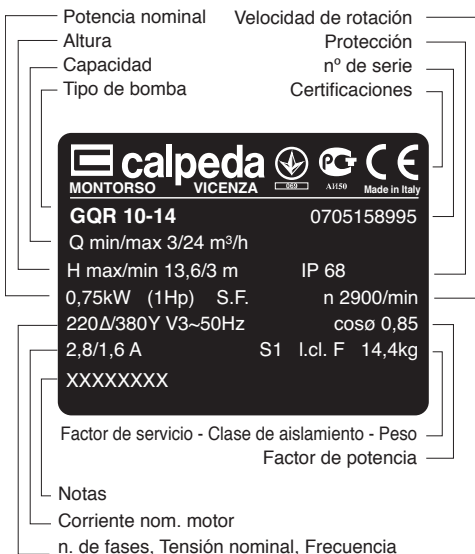 Potencia nominal Velocidad de rotación
Altura Protección
Capacidad nº de serie
Tipo de bomba Certificaciones
calpeda
MONTORSO VICENZA 089 АИ50 Made in Italy
GQR 10-14 0705158995
Q min/max 3/24 m³/h
H max/min 13,6/3 m IP 68
0,75kW (1Hp) S.F. n 2900/min
220Δ/380Y V3~50Hz cosø 0,85
2,8/1,6 A S1 I.cl. F 14,4kg
XXXXXXXX
Factor de servicio - Clase de aislamiento - Peso
Factor de potencia
Notas
Corriente nom. motor
n. de fases, Tensión nominal, Frecuencia